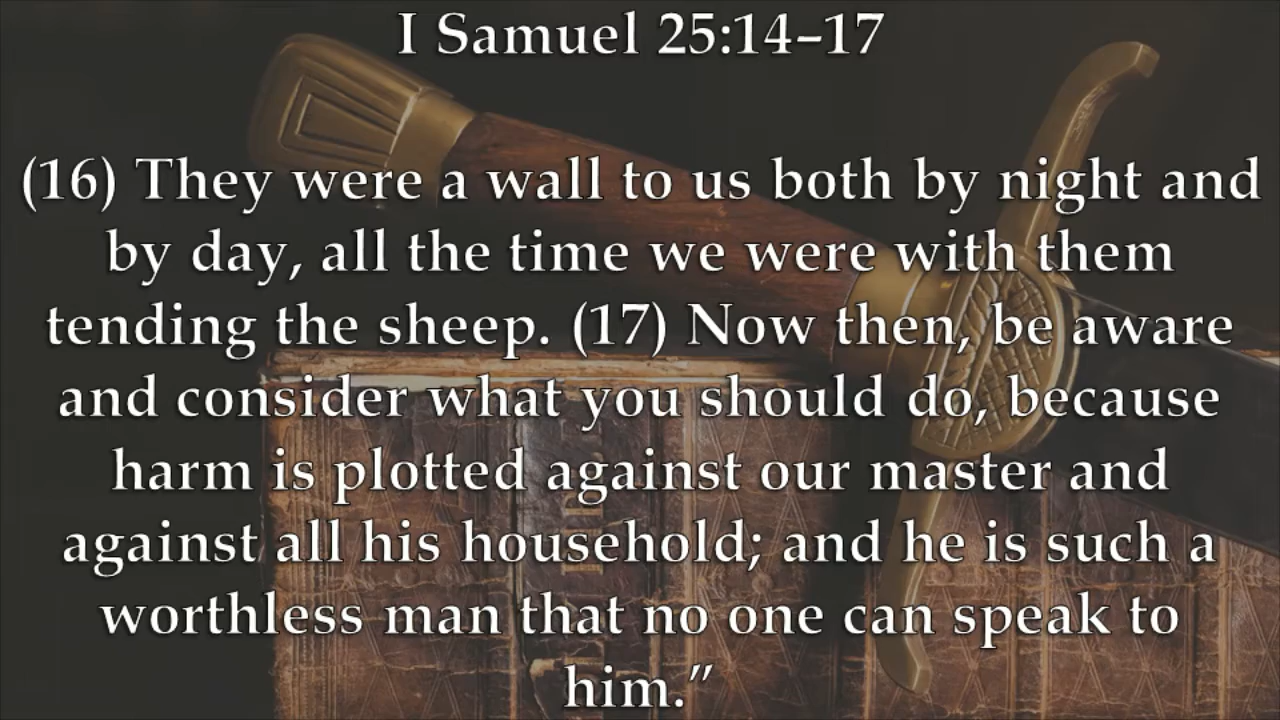 I Samuel 25:14–17
(16) They were a wall to us both by night and
by day, all the time we were with them
tending the sheep. (17) Now then, be aware
and consider what you should do, because
harm is plotted against our master and
against all his household; and he is such a
worthless man that no one can speak to
him.”